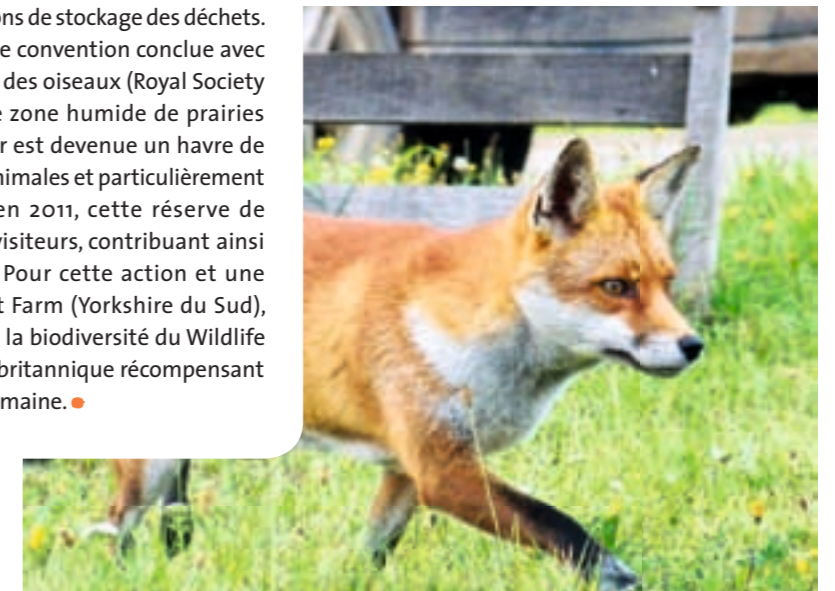 ons de stockage des déchets.
e convention conclue avec
des oiseaux (Royal Society
e zone humide de prairies
r est devenue un havre de
nimales et particulièrement
en 2011, cette réserve de
visiteurs, contribuant ainsi
Pour cette action et une
t Farm (Yorkshire du Sud),
la biodiversité du Wildlife
britannique récompensant
maine.